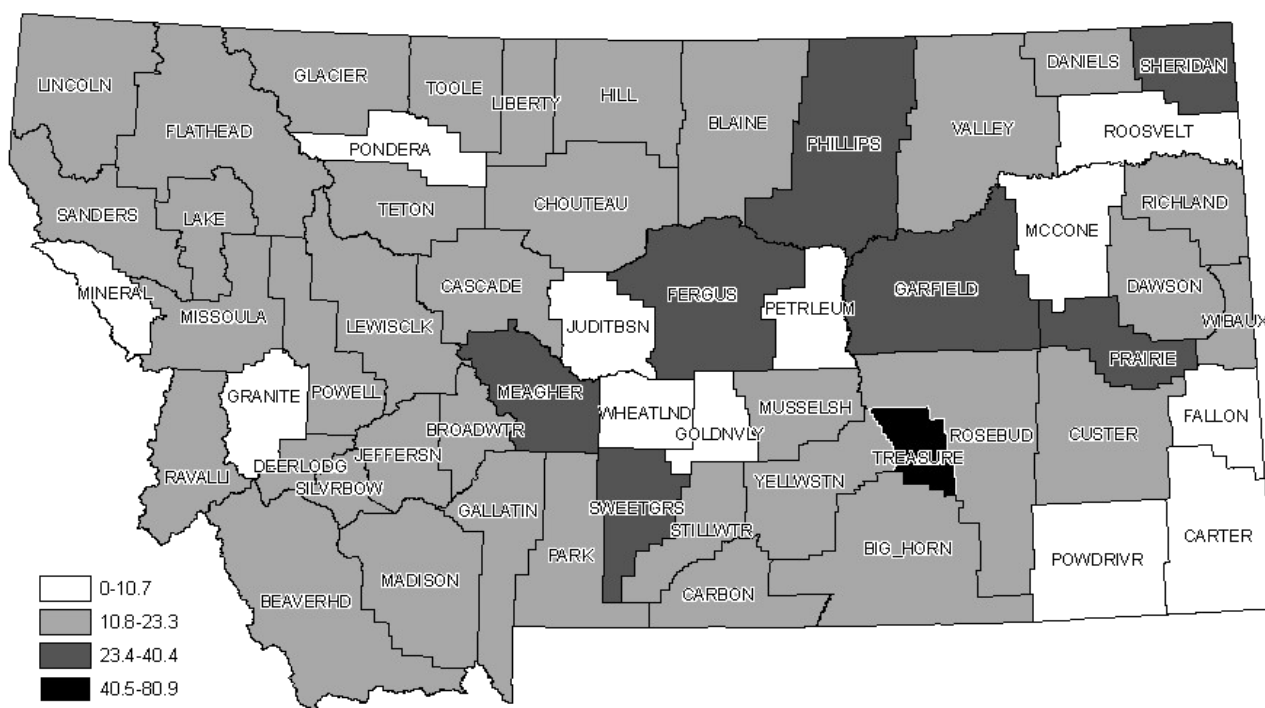 LINCOLN
GLACIER
TOOLE
LIBERTY
HILL
BLAINE
PHILLIPS
VALLEY
DANIELS
SHERIDAN
FLATHEAD
PONDERA
ROOSVELT
SANDERS
LAKE
TETON
CHOUTEAU
MCCONE
RICHLAND
MINERAL
MISSOULA
LEWISCLK
CASCADE
JUDITBSN
FERGUS
PETRLEUM
GARFIELD
DAWSON
WIBAUX
PRAIRIE
GRANITE
POWELL
MEAGHER
BROADWTR
WHEATLND
GOLDNVLY
MUSSELSH
TREASURE
ROSEBUD
CUSTER
FALLON
RAVALLI
DEERLODG
SILVRBOW
JEFFERSN
GALLATIN
PARK
SWEETGRS
STILLWTR
YELLWSTN
BIG_HORN
POWDRIVR
CARTER
BEAVERHD
MADISON
CARBON
0-10.7
10.8-23.3
23.4-40.4
40.5-80.9